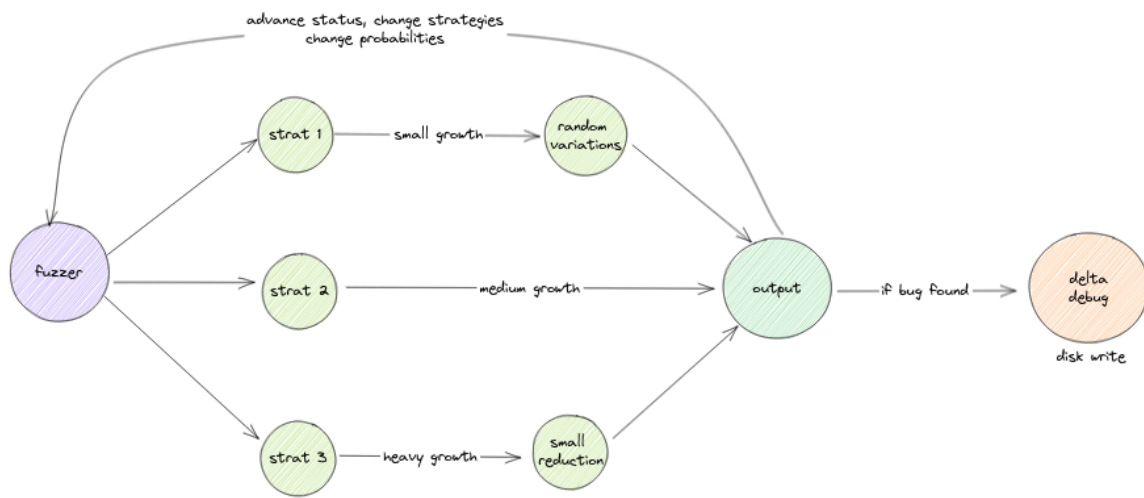 advance status, change strategies
change probabilities
strat 1
small growth
random
variations
fuzzer
strat 2
medium growth
output
if bug found
delta
debug
disk write
strat 3
heavy growth
small
reduction